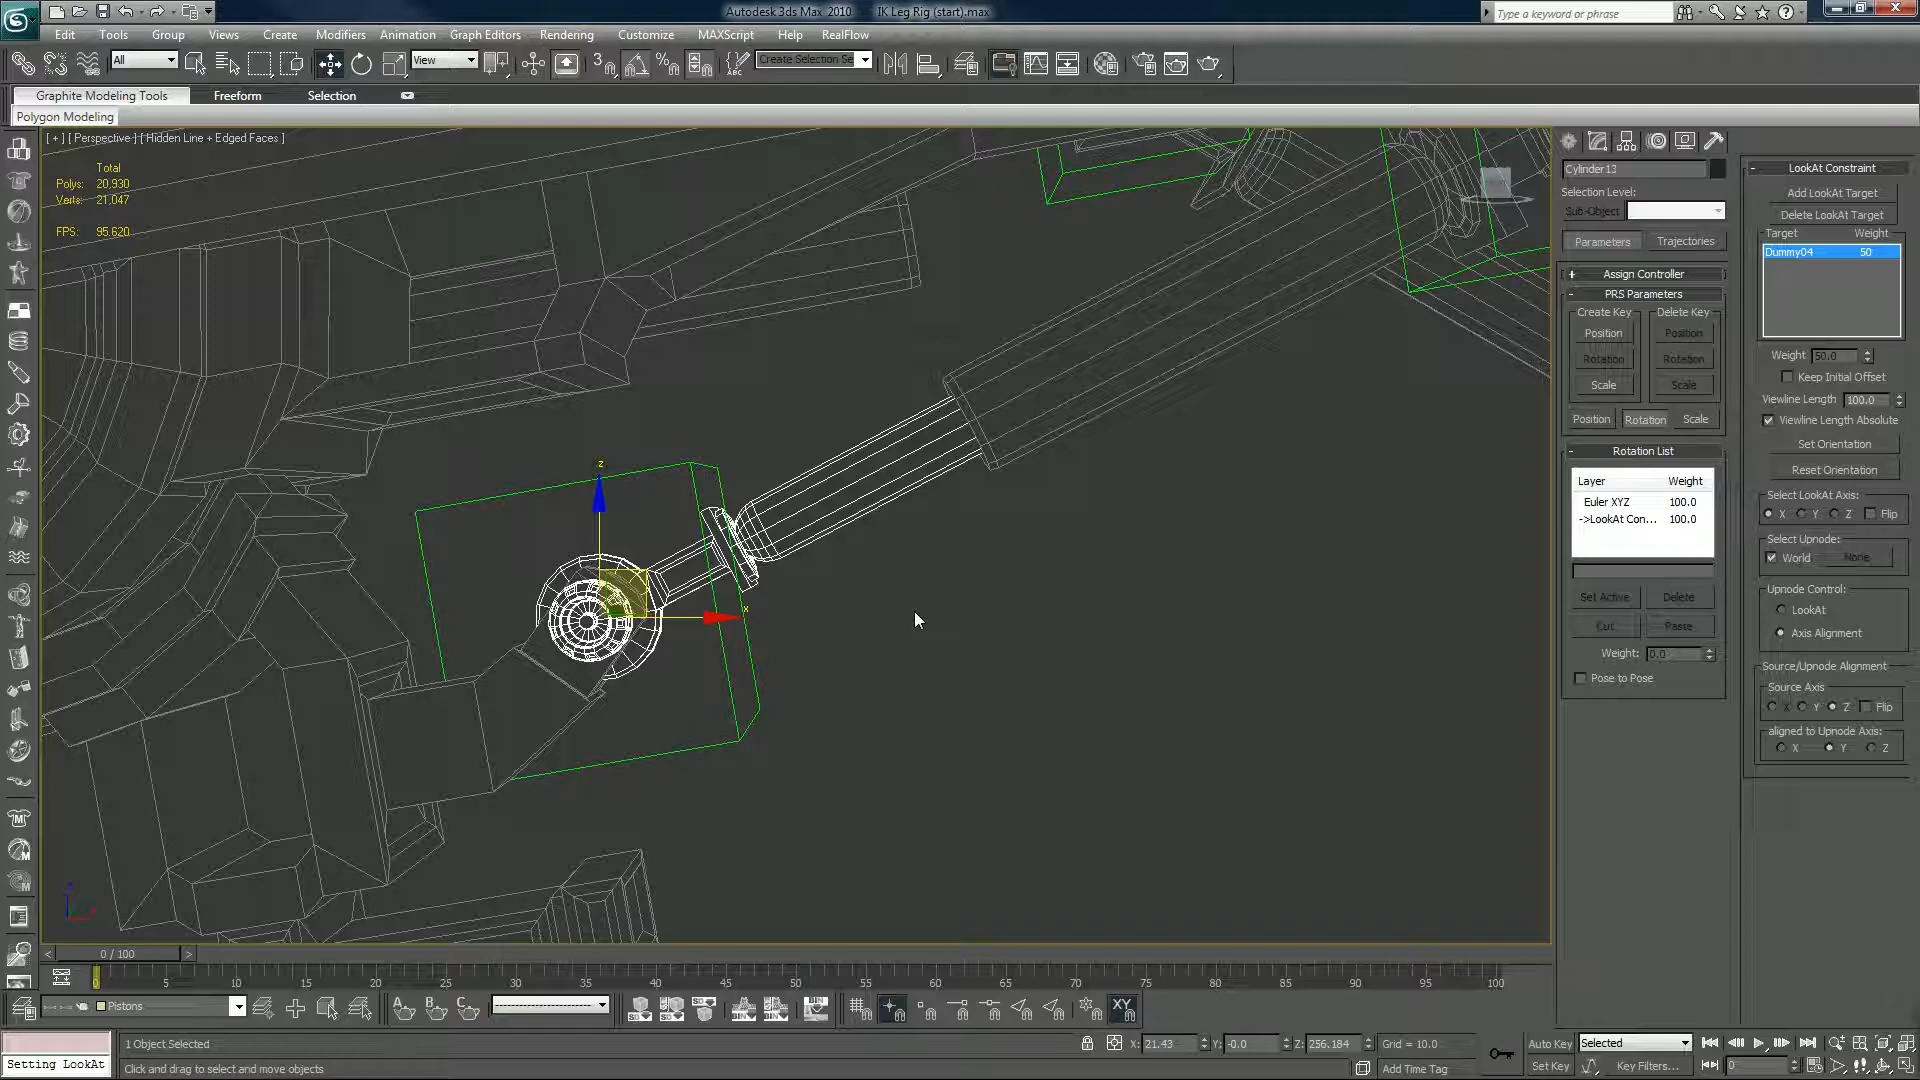 Autodesk 3ds Max 2010 IK Leg Rig (start).max
Type a keyword or phrase
Edit Tools Group Views Create Modifiers Animation Graph Editors Rendering Customize MAXScript Help RealFlow
All View 3 Create Selection Se
Graphite Modeling Tools Freeform Selection
Polygon Modeling
[ + ] [ Perspective ] [ Hidden Line + Edged Faces ]
Total
Polys: 20,930
Verts: 21,047
FPS: 95.620
z
x
Cylinder13
Selection Level:
Sub-Object
Parameters Trajectories
+ Assign Controller
- PRS Parameters
Create Key Delete Key
Position Position
Rotation Rotation
Scale Scale
Position Rotation Scale
- Rotation List
Layer Weight
Euler XYZ 100.0
->LookAt Con... 100.0
Set Active Delete
Cut Paste
Weight: 0.0
Pose to Pose
- LookAt Constraint
Add LookAt Target
Delete LookAt Target
Target Weight
Dummy04 50
Weight 50.0
Keep Initial Offset
Viewline Length 100.0
Viewline Length Absolute
Set Orientation
Reset Orientation
Select LookAt Axis:
X Y Z Flip
Select Upnode:
World None
Upnode Control:
LookAt
Axis Alignment
Source/Upnode Alignment
Source Axis
X Y Z Flip
aligned to Upnode Axis:
X Y Z
< 0 / 100 >
0 5 10 15 20 25 30 35 40 45 50 55 60 65 70 75 80 85 90 95 100
Pistons A B C XY
1 Object Selected X: 21.43 Y: -0.0 Z: 256.184 Grid = 10.0 Auto Key Selected
Setting LookAt Click and drag to select and move objects Add Time Tag Set Key Key Filters... 0